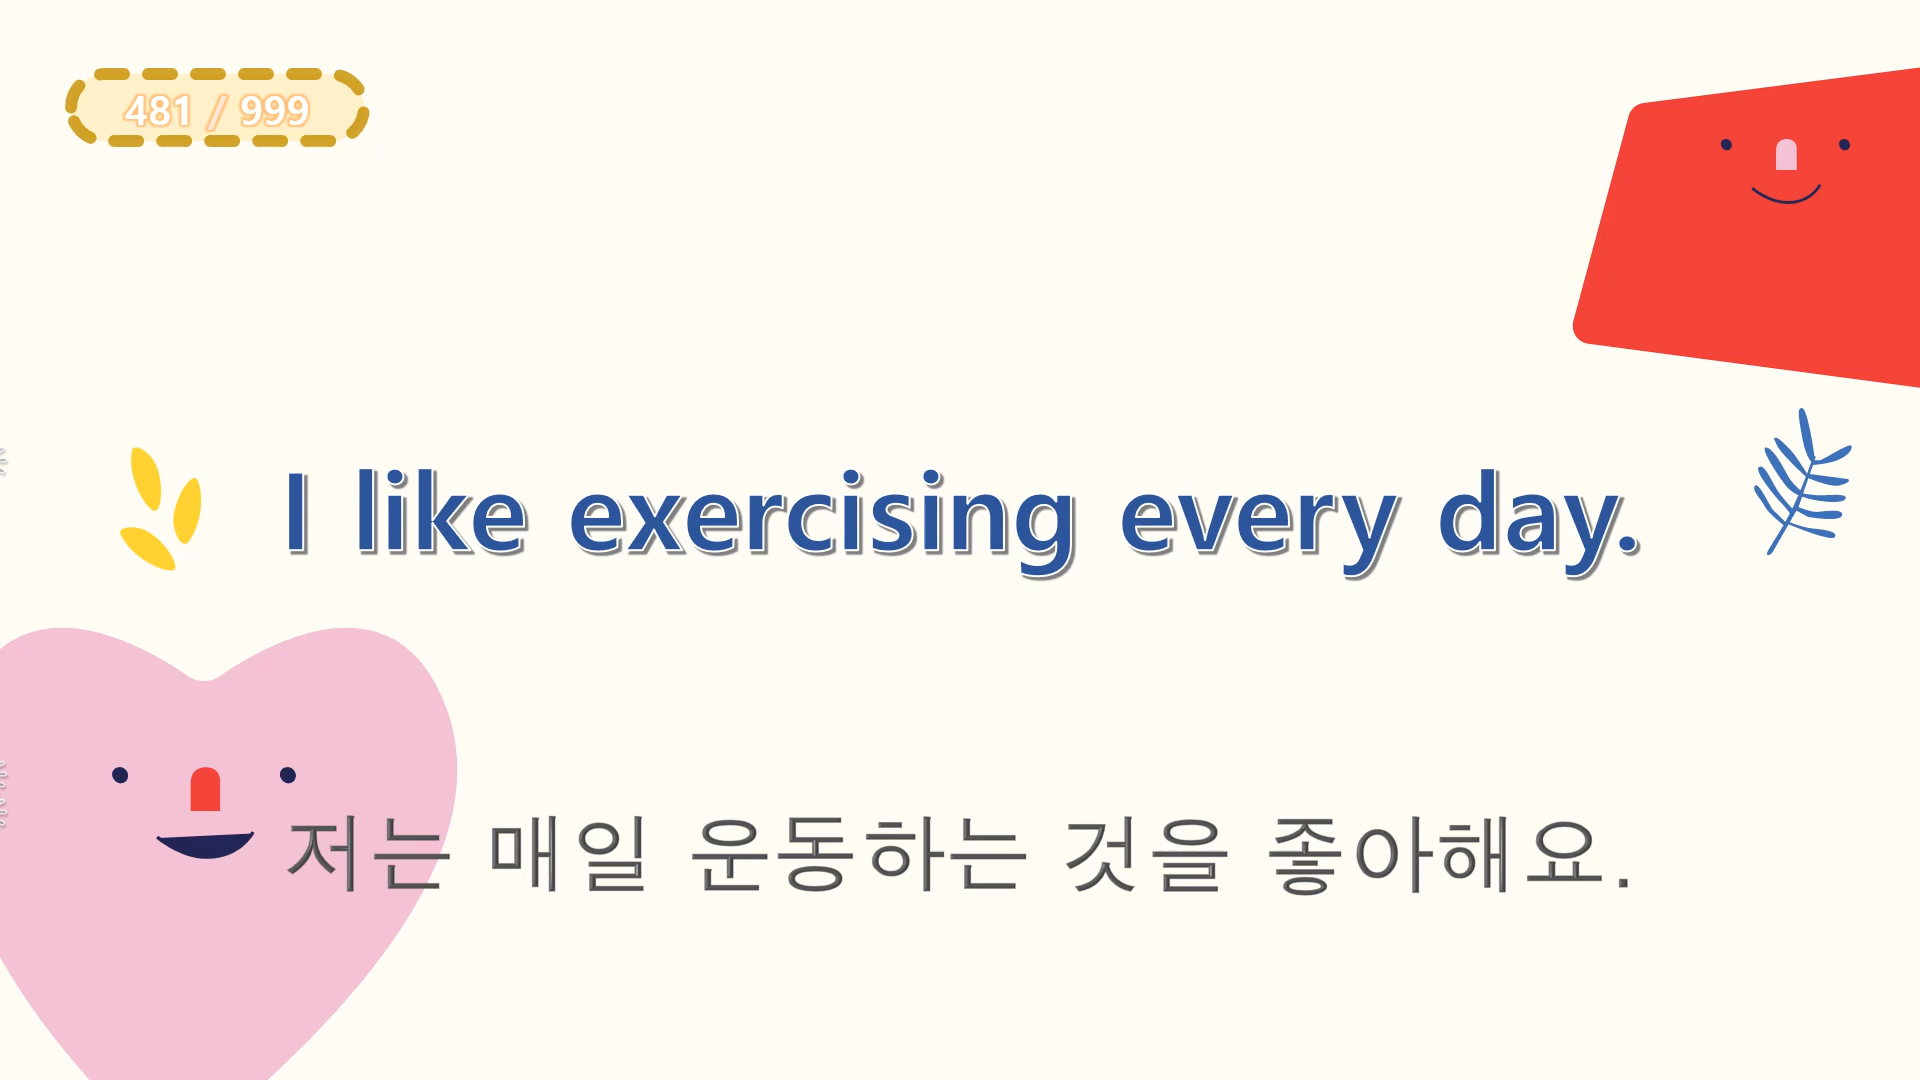 481 / 999
I like exercising every day.
저는 매일 운동하는 것을 좋아해요.